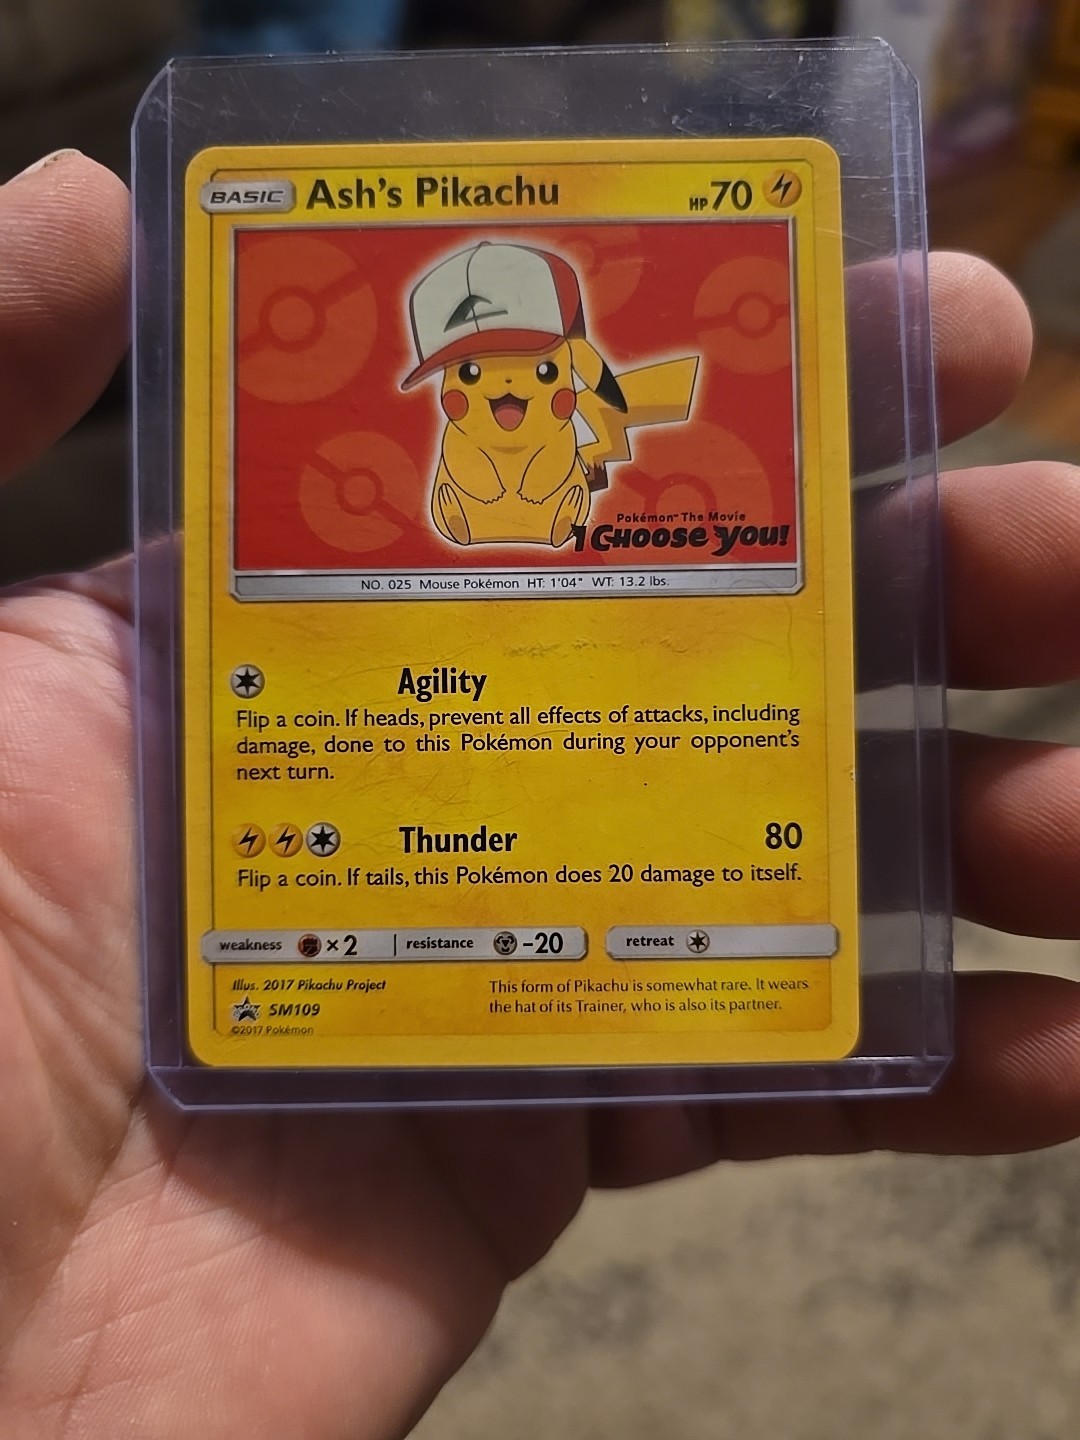 BASIC Ash's Pikachu HP 70
Pokémon™ The Movie
I CHOOSE YOU!
NO. 025 Mouse Pokémon HT: 1'04" WT: 13.2 lbs.
Agility
Flip a coin. If heads, prevent all effects of attacks, including
damage, done to this Pokémon during your opponent's
next turn.
Thunder 80
Flip a coin. If tails, this Pokémon does 20 damage to itself.
weakness ×2 resistance -20 retreat
Illus. 2017 Pikachu Project
SM109
©2017 Pokémon
This form of Pikachu is somewhat rare. It wears
the hat of its Trainer, who is also its partner.